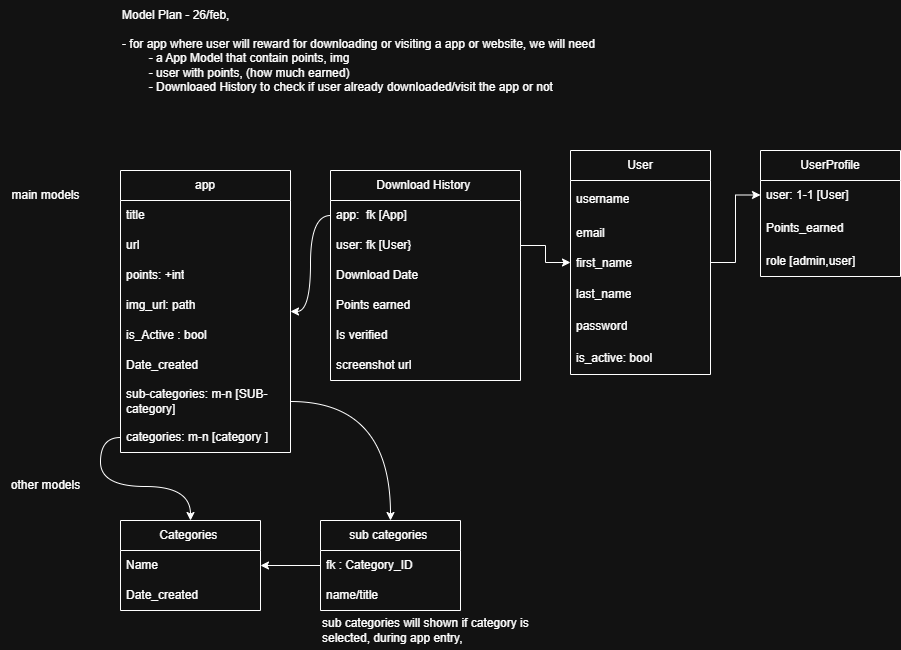 Model Plan - 26/feb,
- for app where user will reward for downloading or visiting a app or website, we will need
- a App Model that contain points, img
- user with points, (how much earned)
- Downloaed History to check if user already downloaded/visit the app or not
main models
app
title
url
points: +int
img_url: path
is_Active : bool
Date_created
sub-categories: m-n [SUB-
category]
categories: m-n [category ]
Download History
app:  fk [App]
user: fk [User}
Download Date
Points earned
Is verified
screenshot url
User
username
email
first_name
last_name
password
is_active: bool
UserProfile
user: 1-1 [User]
Points_earned
role [admin,user]
other models
Categories
Name
Date_created
sub categories
fk : Category_ID
name/title
sub categories will shown if category is
selected, during app entry,